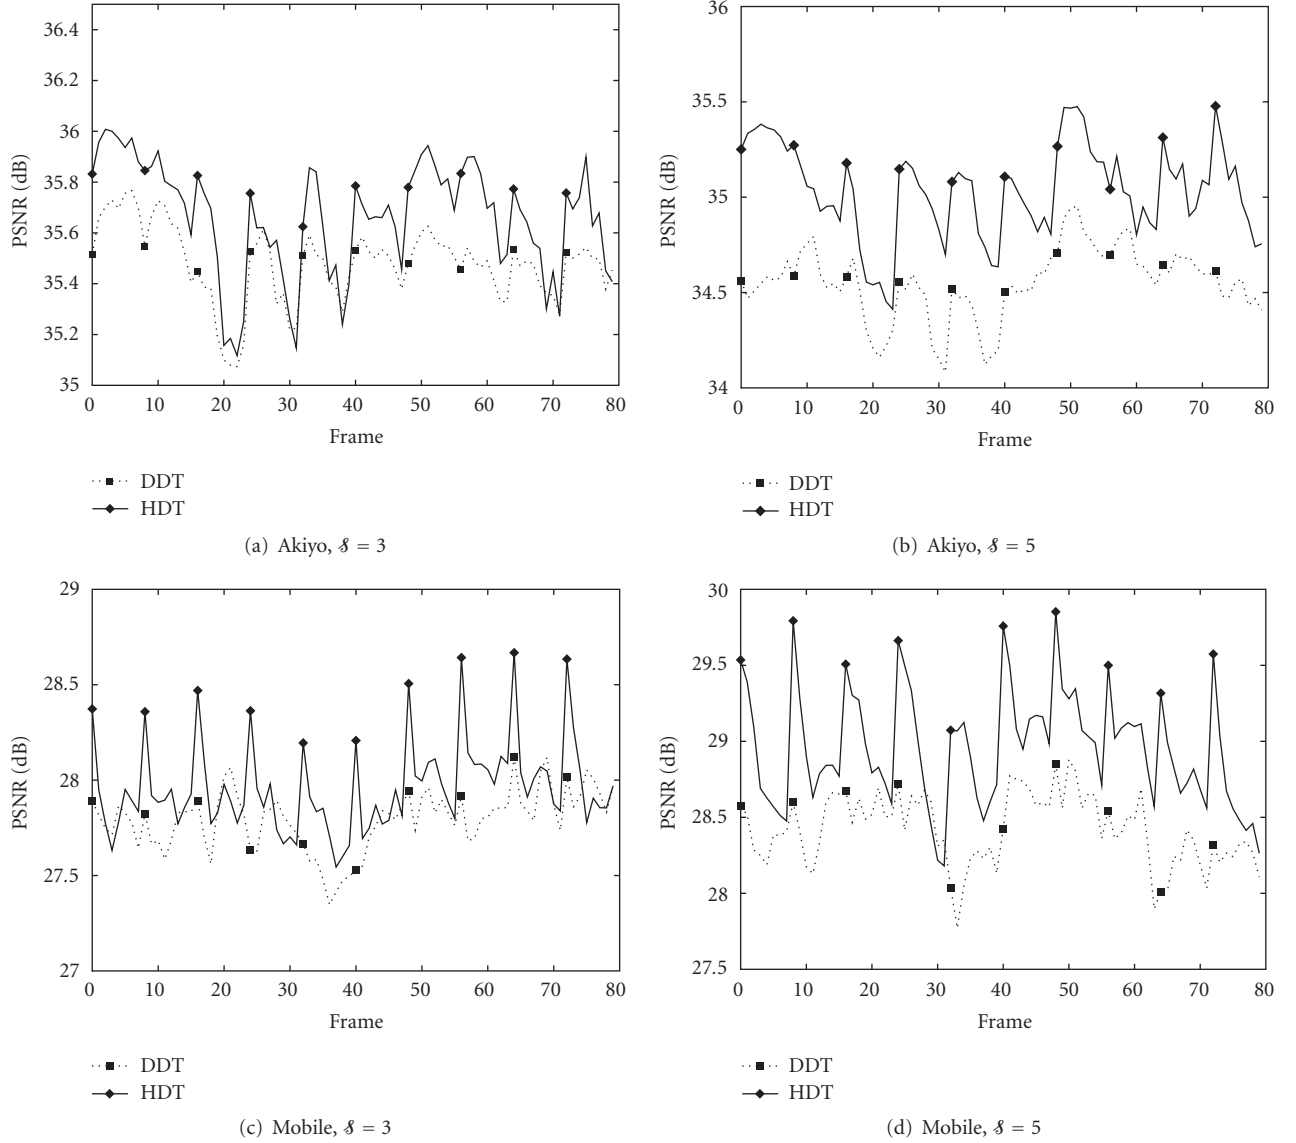 36.4
36.2
36
35.8
35.6
35.4
35.2
35
PSNR (dB)
0 10 20 30 40 50 60 70 80
Frame
DDT
HDT
(a) Akiyo, 𝒮 = 3
36
35.5
35
34.5
34
PSNR (dB)
0 10 20 30 40 50 60 70 80
Frame
DDT
HDT
(b) Akiyo, 𝒮 = 5
29
28.5
28
27.5
27
PSNR (dB)
0 10 20 30 40 50 60 70 80
Frame
DDT
HDT
(c) Mobile, 𝒮 = 3
30
29.5
29
28.5
28
27.5
PSNR (dB)
0 10 20 30 40 50 60 70 80
Frame
DDT
HDT
(d) Mobile, 𝒮 = 5